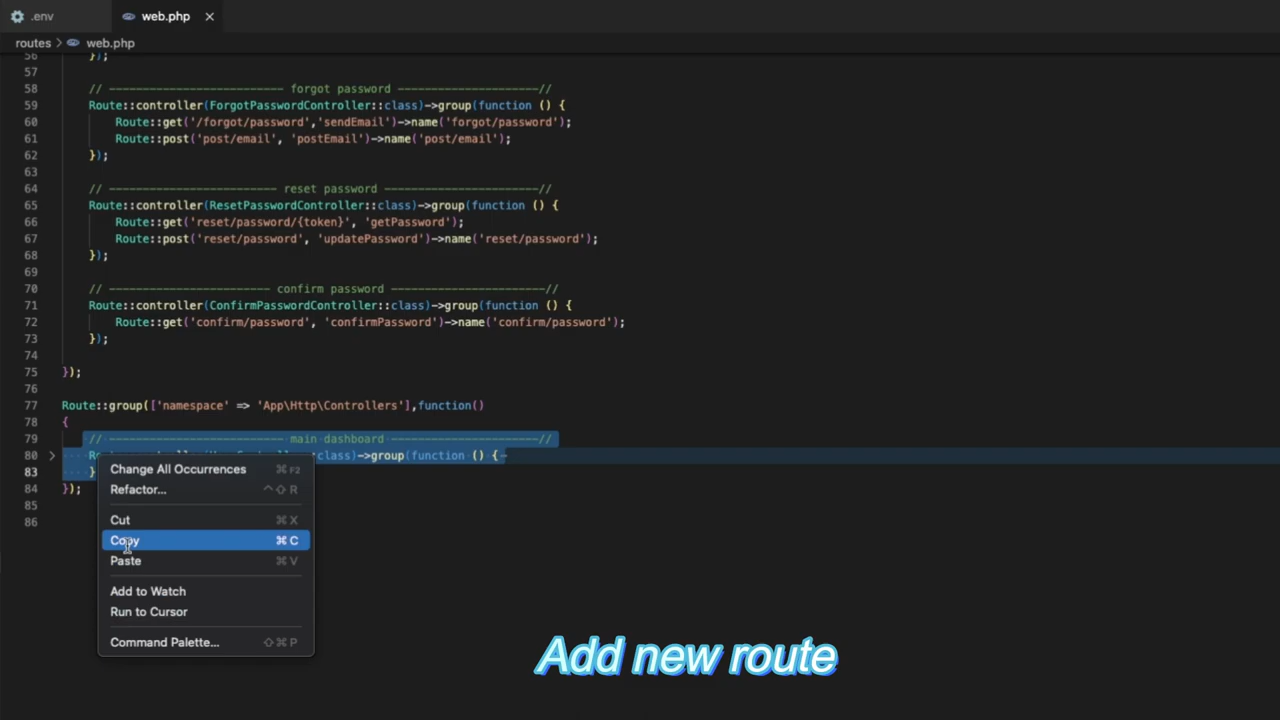 .env
web.php
routes > web.php
56 });
57
58 // -------------------------- forgot password ---------------------//
59 Route::controller(ForgotPasswordController::class)->group(function () {
60 Route::get('/forgot/password','sendEmail')->name('forgot/password');
61 Route::post('post/email', 'postEmail')->name('post/email');
62 });
63
64 // ------------------------- reset password -----------------------//
65 Route::controller(ResetPasswordController::class)->group(function () {
66 Route::get('reset/password/{token}', 'getPassword');
67 Route::post('reset/password', 'updatePassword')->name('reset/password');
68 });
69
70 // ------------------------ confirm password -----------------------//
71 Route::controller(ConfirmPasswordController::class)->group(function () {
72 Route::get('confirm/password', 'confirmPassword')->name('confirm/password');
73 });
74
75 });
76
77 Route::group(['namespace' => 'App\Http\Controllers'],function()
78 {
79 // -------------------------- main dashboard ----------------------//
80 ::class)->group(function () {
83 }
84 });
85
86
Change All Occurrences ⌘F2
Refactor... ^⇧R
Cut ⌘X
Copy ⌘C
Paste ⌘V
Add to Watch
Run to Cursor
Command Palette... ⇧⌘P
Add new route